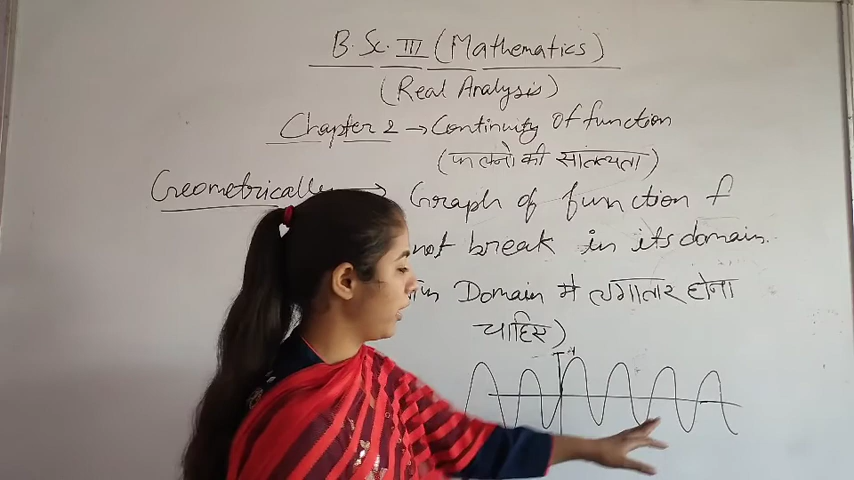 B.Sc. III (Mathematics)
(Real Analysis)
Chapter 2 → Continuity of function
(फलनो की सांतत्यता)
Geometrically → Graph of function f
not break in its domain.
Domain मे लगातार होना
चाहिए)